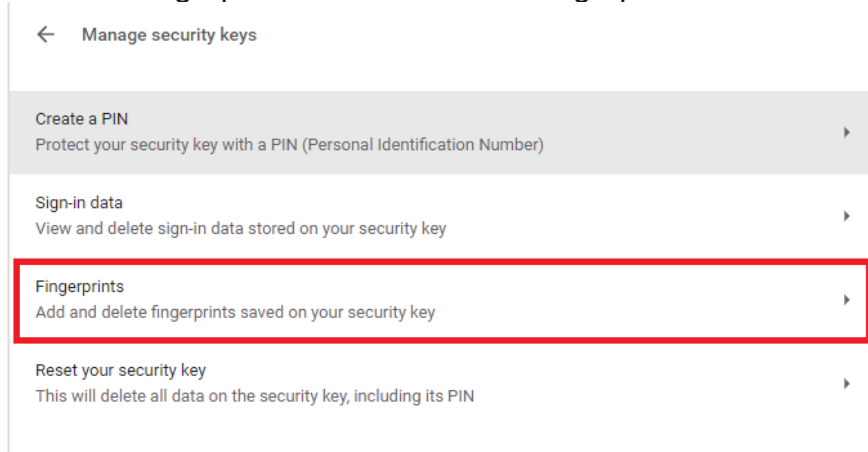 Manage security keys
Create a PIN
Protect your security key with a PIN (Personal Identification Number)
Sign-in data
View and delete sign-in data stored on your security key
Fingerprints
Add and delete fingerprints saved on your security key
Reset your security key
This will delete all data on the security key, including its PIN